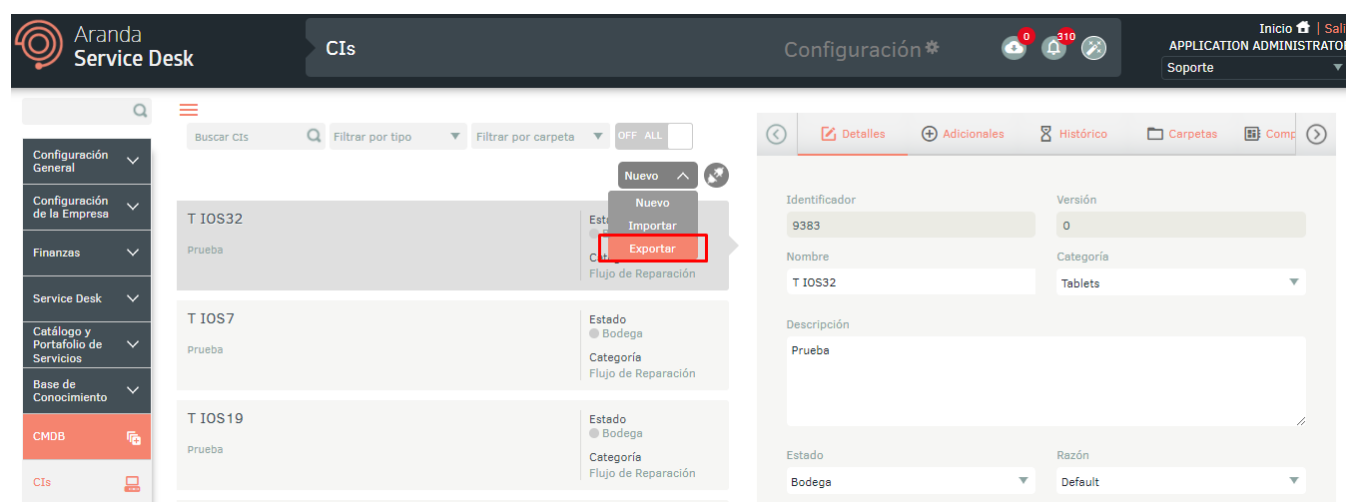 Aranda
Service Desk
CIs
Configuración
0
310
Inicio | Sali
APPLICATION ADMINISTRATOR
Soporte
Configuración
General
Configuración
de la Empresa
Finanzas
Service Desk
Catálogo y
Portafolio de
Servicios
Base de
Conocimiento
CMDB
CIs
Buscar CIs
Filtrar por tipo
Filtrar por carpeta
OFF ALL
Nuevo
Nuevo
Importar
Exportar
T IOS32
Prueba
Flujo de Reparación
T IOS7
Prueba
Estado
Bodega
Categoría
Flujo de Reparación
T IOS19
Prueba
Estado
Bodega
Categoría
Flujo de Reparación
Detalles
Adicionales
Histórico
Carpetas
Comp
Identificador
Versión
9383
0
Nombre
Categoría
T IOS32
Tablets
Descripción
Prueba
Estado
Razón
Bodega
Default